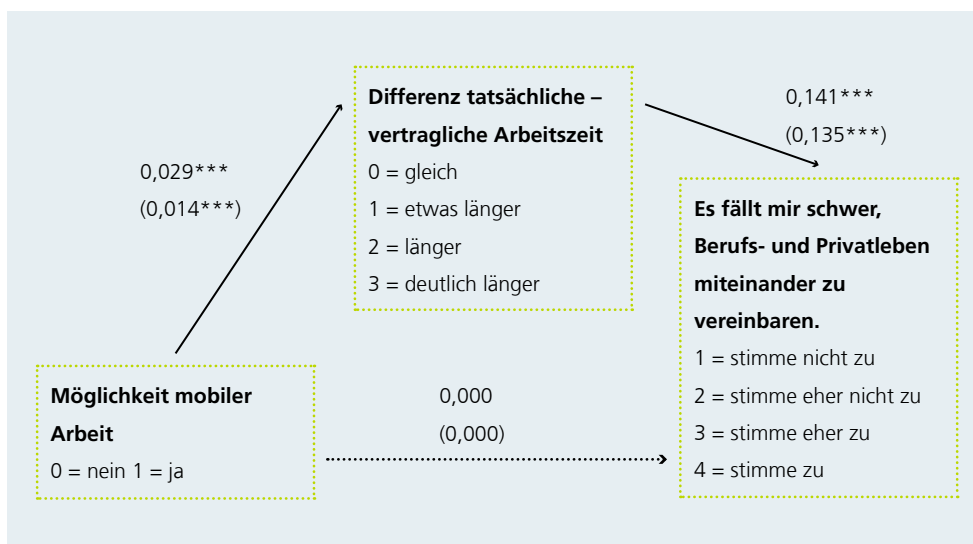 Differenz tatsächliche –
vertragliche Arbeitszeit
0 = gleich
1 = etwas länger
2 = länger
3 = deutlich länger
0,141***
(0,135***)
0,029***
(0,014***)
Es fällt mir schwer,
Berufs- und Privatleben
miteinander zu
vereinbaren.
1 = stimme nicht zu
2 = stimme eher nicht zu
3 = stimme eher zu
4 = stimme zu
Möglichkeit mobiler
Arbeit
0 = nein 1 = ja
0,000
(0,000)